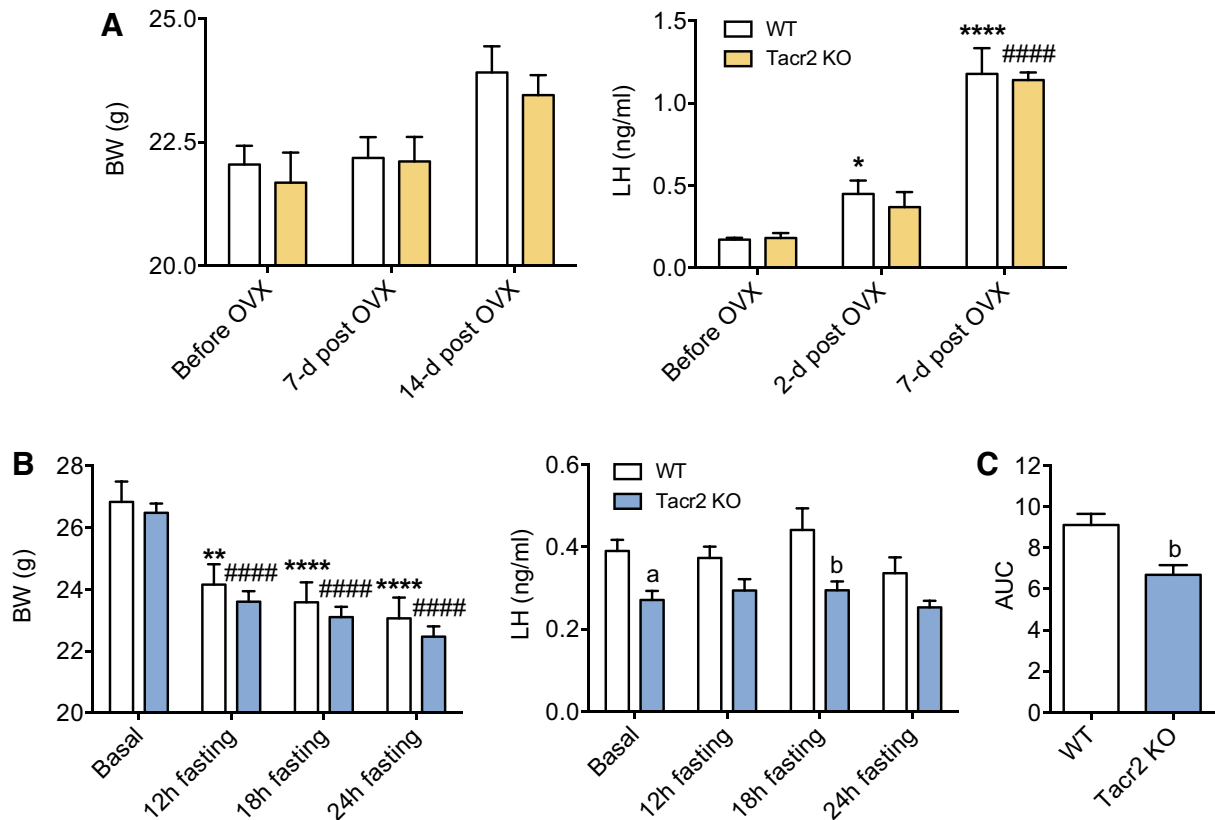 A
BW (g)
25.0
22.5
20.0
Before OVX
7-d post OVX
14-d post OVX
LH (ng/ml)
1.5
1.0
0.5
0.0
WT
Tacr2 KO
*
****
####
Before OVX
2-d post OVX
7-d post OVX
B
BW (g)
28
26
24
22
20
**
####
****
####
****
####
Basal
12h fasting
18h fasting
24h fasting
LH (ng/ml)
0.6
0.4
0.2
0.0
WT
Tacr2 KO
a
b
Basal
12h fasting
18h fasting
24h fasting
C
AUC
12
10
8
6
4
2
0
b
WT
Tacr2 KO